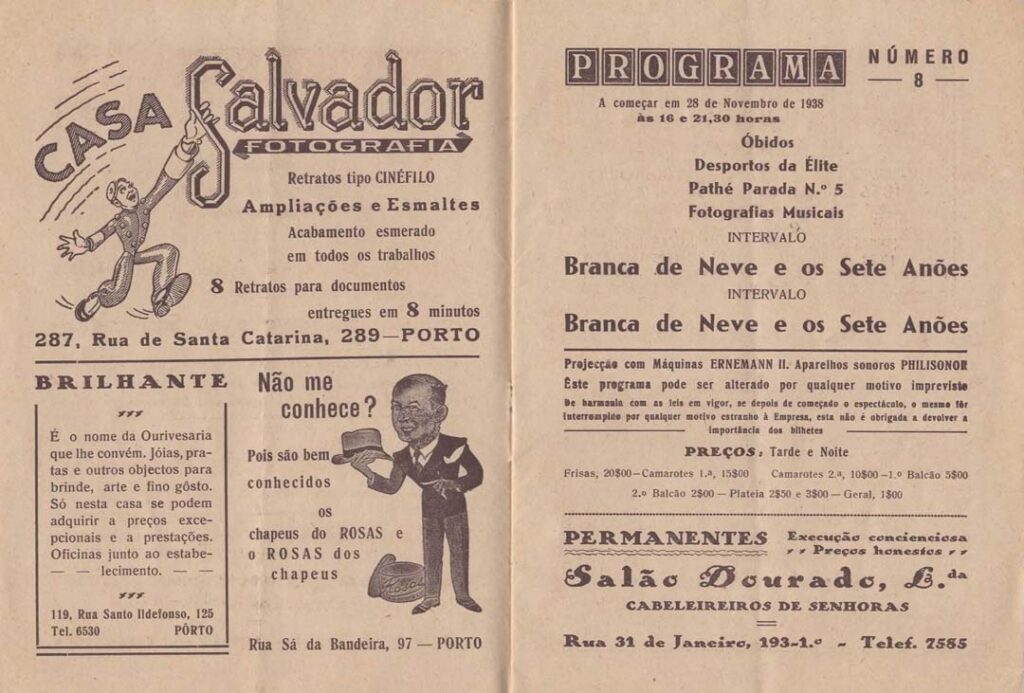 CASA Salvador
FOTOGRAFIA
Retratos tipo CINÉFILO
Ampliações e Esmaltes
Acabamento esmerado
em todos os trabalhos
8 Retratos para documentos
entregues em 8 minutos
287, Rua de Santa Catarina, 289—PORTO
BRILHANTE
É o nome da Ourivesaria
que lhe convém. Jóias, pra-
tas e outros objectos para
brinde, arte e fino gôsto.
Só nesta casa se podem
adquirir a preços exce-
pcionais e a prestações.
Oficinas junto ao estabe-
— — lecimento. — —
119, Rua Santo Ildefonso, 125
Tel. 6530 PÔRTO
Não me
conhece?
Pois são bem
conhecidos
os
chapeus do ROSAS e
o ROSAS dos
chapeus
Rua Sá da Bandeira, 97 — PORTO
PROGRAMA
NÚMERO
— 8 —
A começar em 28 de Novembro de 1938
às 16 e 21,30 horas
Óbidos
Desportos da Élite
Pathé Parada N.º 5
Fotografias Musicais
INTERVALO
Branca de Neve e os Sete Anões
INTERVALO
Branca de Neve e os Sete Anões
Projecção com Máquinas ERNEMANN II. Aparelhos sonoros PHILISONOR
Êste programa pode ser alterado por qualquer motivo imprevisto
De harmonia com as leis em vigor, se depois de começado o espectáculo, o mesmo fôr
interrompido por qualquer motivo estranho à Empresa, esta não é obrigada a devolver a
importância dos bilhetes
PREÇOS: Tarde e Noite
Frisas, 20$00—Camarotes 1.ª, 15$00 Camarotes 2.ª, 10$00—1.º Balcão 5$00
2.º Balcão 2$00 — Plateia 2$50 e 3$00 — Geral, 1$00
PERMANENTES
Execução concienciosa
Preços honestos
Salão Dourado, L.da
CABELEIREIROS DE SENHORAS
Rua 31 de Janeiro, 193-1.º - Telef. 7585